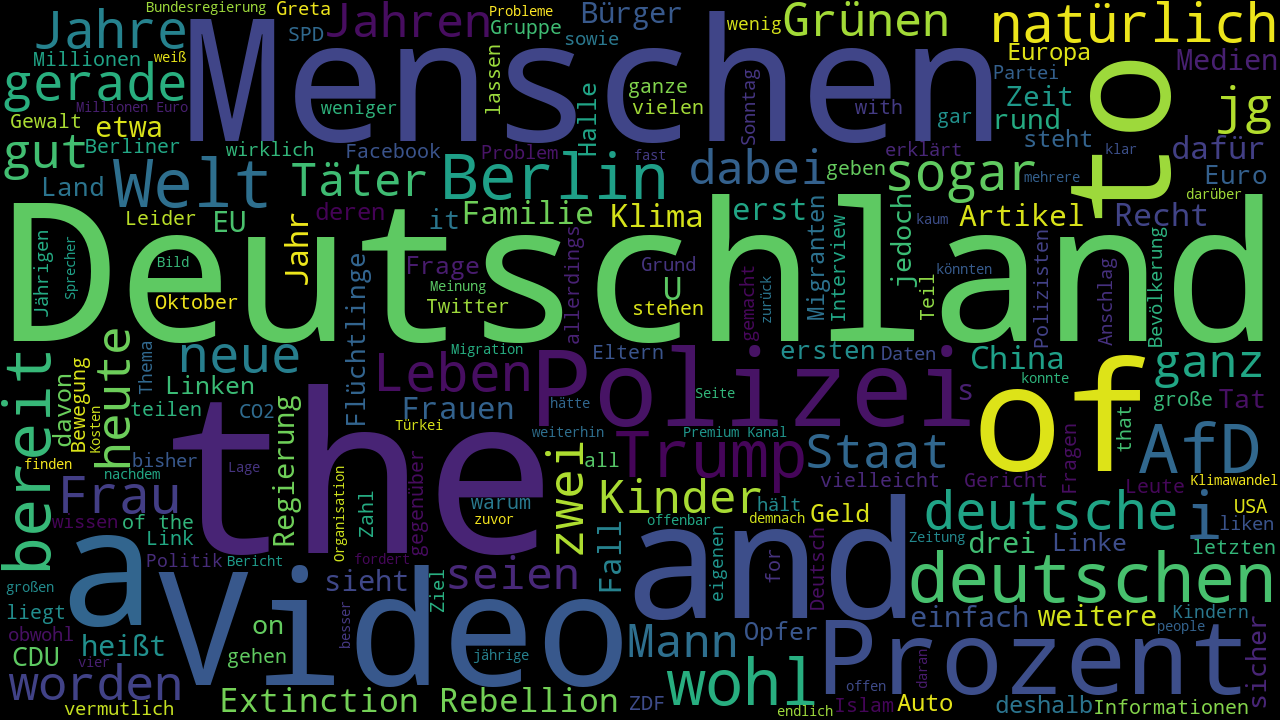 Bundesregierung
Greta
Probleme
Bürger
Grünen
natürlich
Jahre
SPD
Jahren
Gruppe
sowie
wenig
Menschen
Europa
Medien
Millionen
weiß
gerade
weniger
lassen
ganze
vielen
Sonntag
with
gar
Partei
Zeit
rund
to
jg
Millionen Euro
Gewalt
etwa
Halle
steht
gut
Berliner
wirklich
Facebook
Problem
fast
dabei
geben
erklärt
sogar
mehrere
klar
dafür
Land
Welt
Täter
Berlin
Euro
darüber
Leider
EU
Jahr
deren
it
Familie
Klima
erst
jedoch
kaum
Artikel
Recht
Deutschland
Jährigen
Sprecher
Bild
Oktober
Flüchtlinge
Frage
Meinung
Twitter
allerdings
Grund
U
stehen
gemacht
zurück
Migranten
Interview
Teil
könnten
Polizisten
Anschlag
Bevölkerung
bereit
heute
neue
Migration
Leben
Polizei
Eltern
ersten
Daten
China
konnte
ganz
davon
Bewegung
Kosten
Thema
Linken
teilen
CO2
Regierung
Frauen
Türkei
hätte
Seite
s
of
große
Tat
that
finden
nachdem
bisher
Lage
the
weiterhin
Premium Kanal
Trump
Staat
AfD
all
vielleicht
Gericht
Fragen
Leute
Klimawandel
Frau
wissen
of the
Link
Organisation
Zahl
gegenüber
warum
zuvor
zwei
Kinder
offenbar
hält
demnach
Geld
Zeitung
deutsche
i
USA
liken
letzten
drei
Linke
Politik
Bericht
fordert
sieht
Ziel
seien
Fall
eigenen
and
for
Deutsch
deutschen
großen
liegt
a
Video
obwohl
heißt
on
besser
Mann
Opfer
einfach
weitere
Kindern
people
CDU
vier
gehen
jährige
Prozent
daran
sicher
worden
vermutlich
Extinction Rebellion
ZDF
wohl
endlich
offen
Islam
Auto
deshalb
Informationen